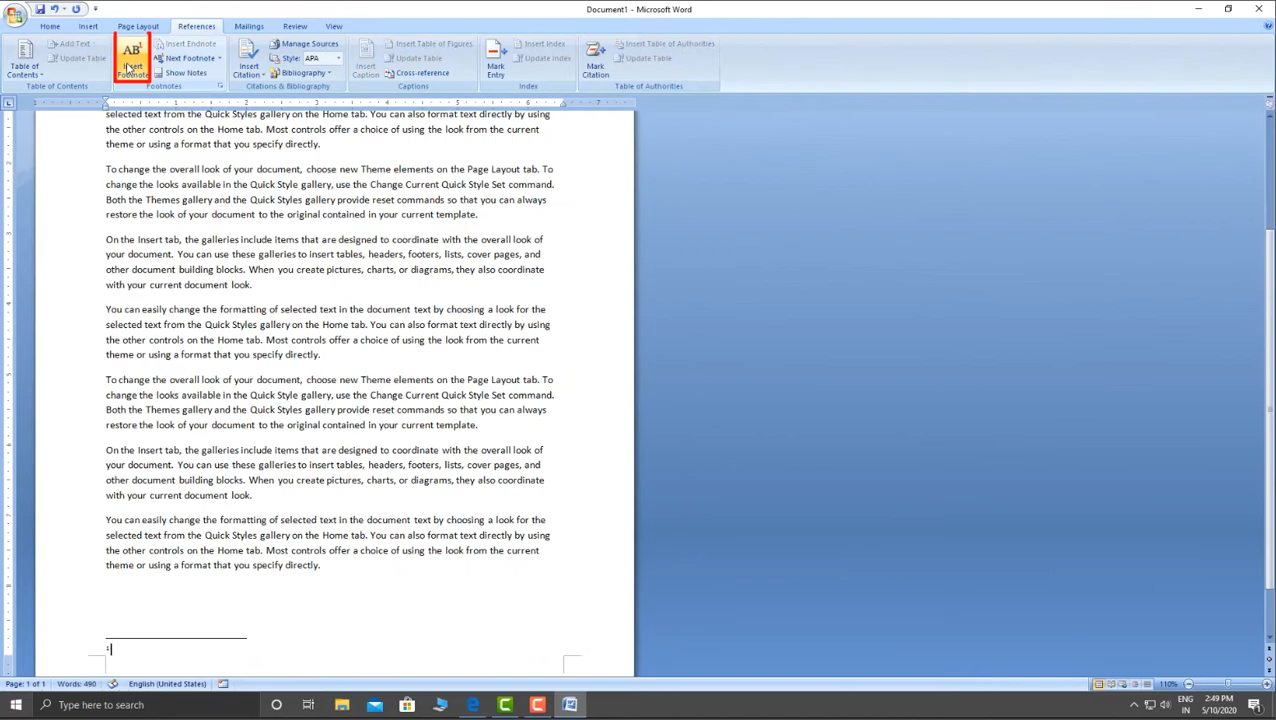 Document1 - Microsoft Word
Home Insert Page Layout References Mailings Review View
Table of Contents
Add Text
Update Table
Table of Contents
AB1 Insert Footnote
Insert Endnote
Next Footnote
Show Notes
Footnotes
Insert Citation
Manage Sources
Style: APA
Bibliography
Citations & Bibliography
Insert Caption
Insert Table of Figures
Update Table
Cross-reference
Captions
Mark Entry
Insert Index
Update Index
Index
Mark Citation
Insert Table of Authorities
Update Table
Table of Authorities
1 1 2 3 4 5 6 7
selected text from the Quick Styles gallery on the Home tab. You can also format text directly by using
the other controls on the Home tab. Most controls offer a choice of using the look from the current
theme or using a format that you specify directly.
To change the overall look of your document, choose new Theme elements on the Page Layout tab. To
change the looks available in the Quick Style gallery, use the Change Current Quick Style Set command.
Both the Themes gallery and the Quick Styles gallery provide reset commands so that you can always
restore the look of your document to the original contained in your current template.
On the Insert tab, the galleries include items that are designed to coordinate with the overall look of
your document. You can use these galleries to insert tables, headers, footers, lists, cover pages, and
other document building blocks. When you create pictures, charts, or diagrams, they also coordinate
with your current document look.
You can easily change the formatting of selected text in the document text by choosing a look for the
selected text from the Quick Styles gallery on the Home tab. You can also format text directly by using
the other controls on the Home tab. Most controls offer a choice of using the look from the current
theme or using a format that you specify directly.
To change the overall look of your document, choose new Theme elements on the Page Layout tab. To
change the looks available in the Quick Style gallery, use the Change Current Quick Style Set command.
Both the Themes gallery and the Quick Styles gallery provide reset commands so that you can always
restore the look of your document to the original contained in your current template.
On the Insert tab, the galleries include items that are designed to coordinate with the overall look of
your document. You can use these galleries to insert tables, headers, footers, lists, cover pages, and
other document building blocks. When you create pictures, charts, or diagrams, they also coordinate
with your current document look.
You can easily change the formatting of selected text in the document text by choosing a look for the
selected text from the Quick Styles gallery on the Home tab. You can also format text directly by using
the other controls on the Home tab. Most controls offer a choice of using the look from the current
theme or using a format that you specify directly.
1
Page: 1 of 1 Words: 490 English (United States) 110%
Type here to search
ENG 2:49 PM
IN 5/10/2020